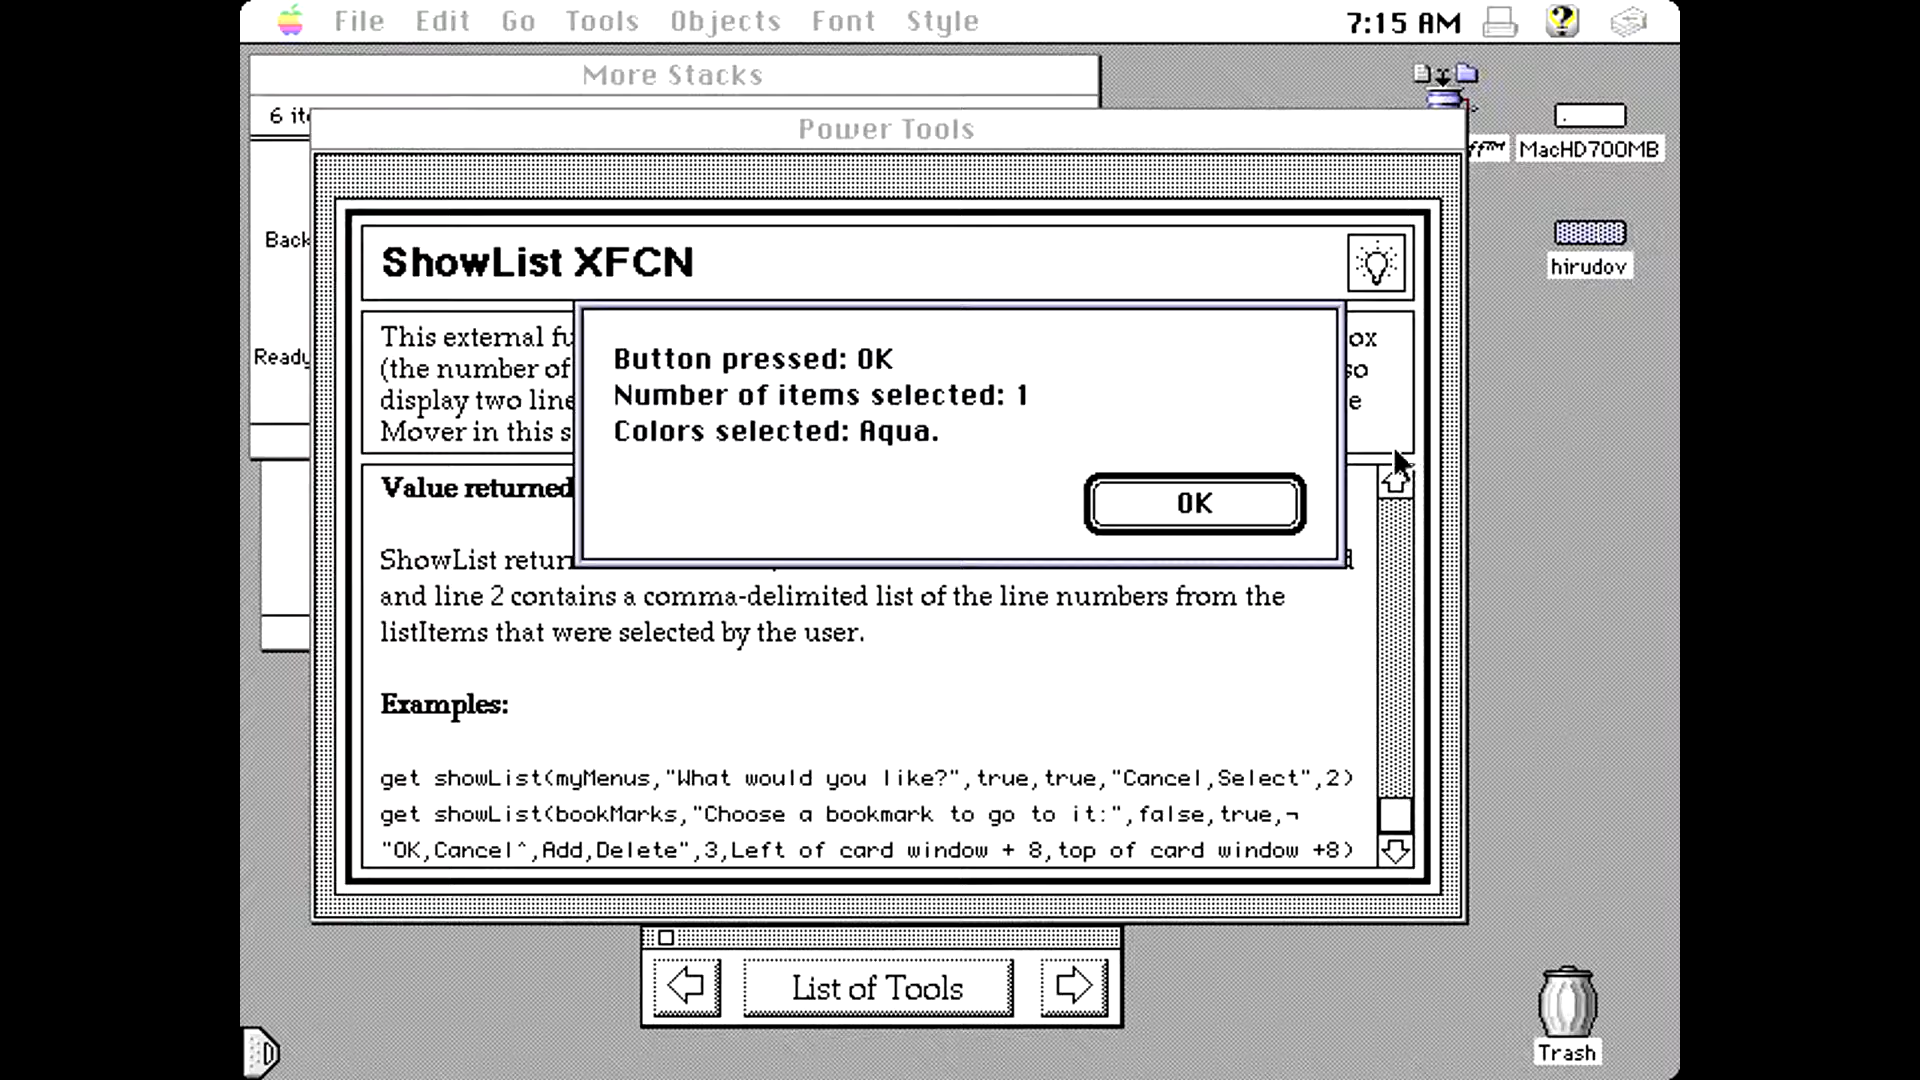 File Edit Go Tools Objects Font Style 7:15 AM
More Stacks
6 ite
Power Tools
MacHD700MB
Back
hirudov
Ready
ShowList XFCN
This external fu
(the number of
display two line
Mover in this s
ox
so
e
Button pressed: OK
Number of items selected: 1
Colors selected: Aqua.
OK
Value returned
ShowList return
and line 2 contains a comma-delimited list of the line numbers from the
listItems that were selected by the user.
Examples:
get showList(myMenus,"What would you like?",true,true,"Cancel,Select",2)
get showList(bookMarks,"Choose a bookmark to go to it:",false,true,¬
"OK,Cancel^,Add,Delete",3,Left of card window + 8,top of card window +8)
List of Tools
Trash